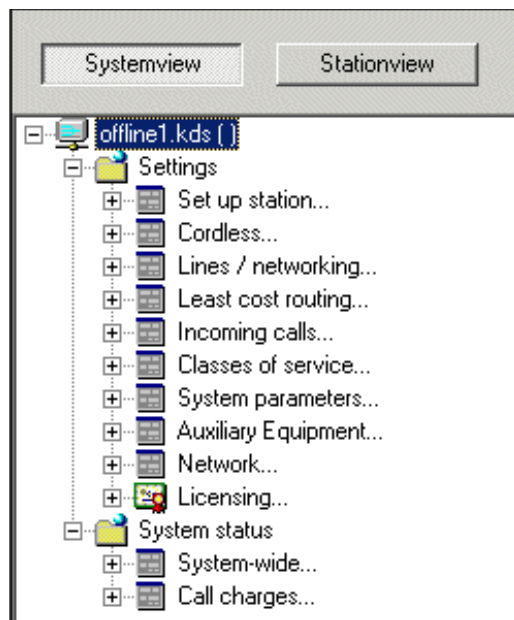 Systemview Stationview
offline1.kds ( )
Settings
Set up station...
Cordless...
Lines / networking...
Least cost routing...
Incoming calls...
Classes of service...
System parameters...
Auxiliary Equipment...
Network...
Licensing...
System status
System-wide...
Call charges...